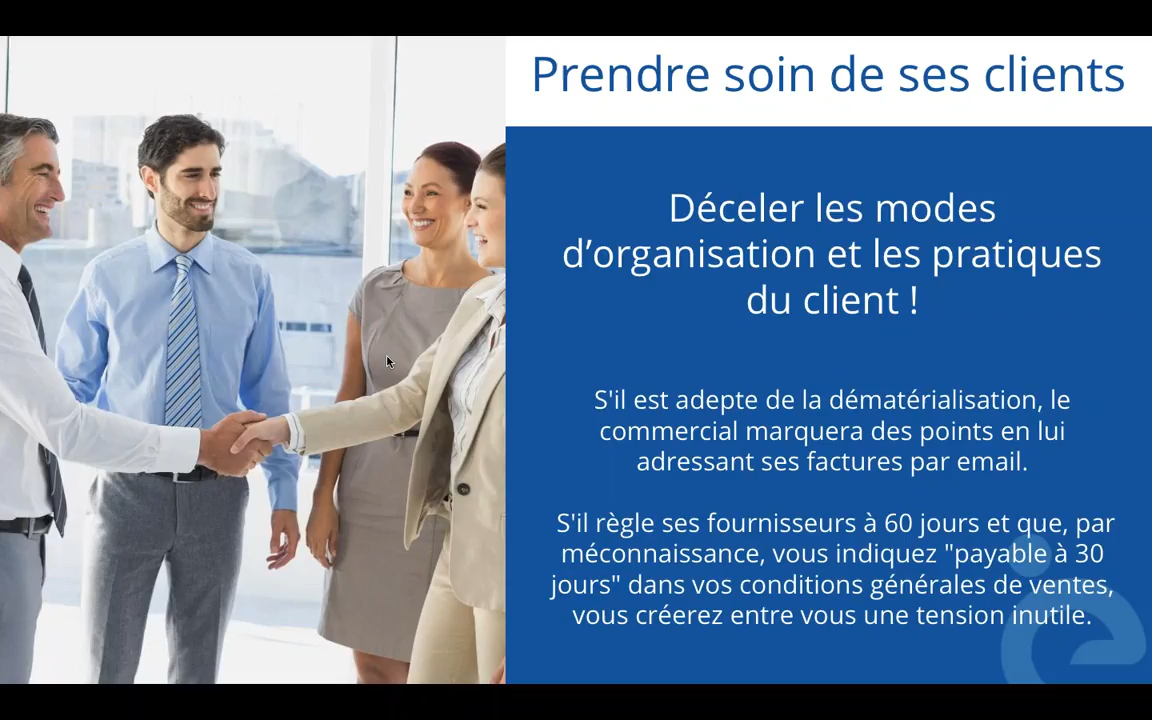 Prendre soin de ses clients
Déceler les modes
d’organisation et les pratiques
du client !
S'il est adepte de la dématérialisation, le
commercial marquera des points en lui
adressant ses factures par email.
S'il règle ses fournisseurs à 60 jours et que, par
méconnaissance, vous indiquez "payable à 30
jours" dans vos conditions générales de ventes,
vous créerez entre vous une tension inutile.